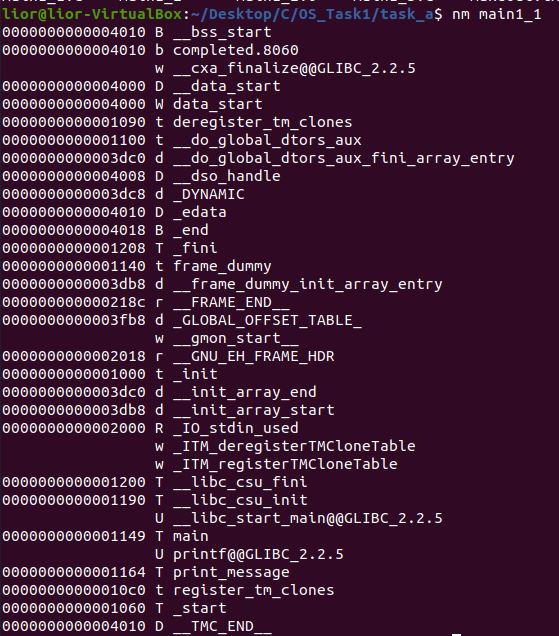 lior@lior-VirtualBox:~/Desktop/C/OS_Task1/task_a$ nm main1_1
0000000000004010 B __bss_start
0000000000004010 b completed.8060
                 w __cxa_finalize@@GLIBC_2.2.5
0000000000004000 D __data_start
0000000000004000 W data_start
0000000000001090 t deregister_tm_clones
0000000000001100 t __do_global_dtors_aux
0000000000003dc0 d __do_global_dtors_aux_fini_array_entry
0000000000004008 D __dso_handle
0000000000003dc8 d _DYNAMIC
0000000000004010 D _edata
0000000000004018 B _end
0000000000001208 T _fini
0000000000001140 t frame_dummy
0000000000003db8 d __frame_dummy_init_array_entry
000000000000218c r __FRAME_END__
0000000000003fb8 d _GLOBAL_OFFSET_TABLE_
                 w __gmon_start__
0000000000002018 r __GNU_EH_FRAME_HDR
0000000000001000 t _init
0000000000003dc0 d __init_array_end
0000000000003db8 d __init_array_start
0000000000002000 R _IO_stdin_used
                 w _ITM_deregisterTMCloneTable
                 w _ITM_registerTMCloneTable
0000000000001200 T __libc_csu_fini
0000000000001190 T __libc_csu_init
                 U __libc_start_main@@GLIBC_2.2.5
0000000000001149 T main
                 U printf@@GLIBC_2.2.5
0000000000001164 T print_message
00000000000010c0 t register_tm_clones
0000000000001060 T _start
0000000000004010 D __TMC_END__